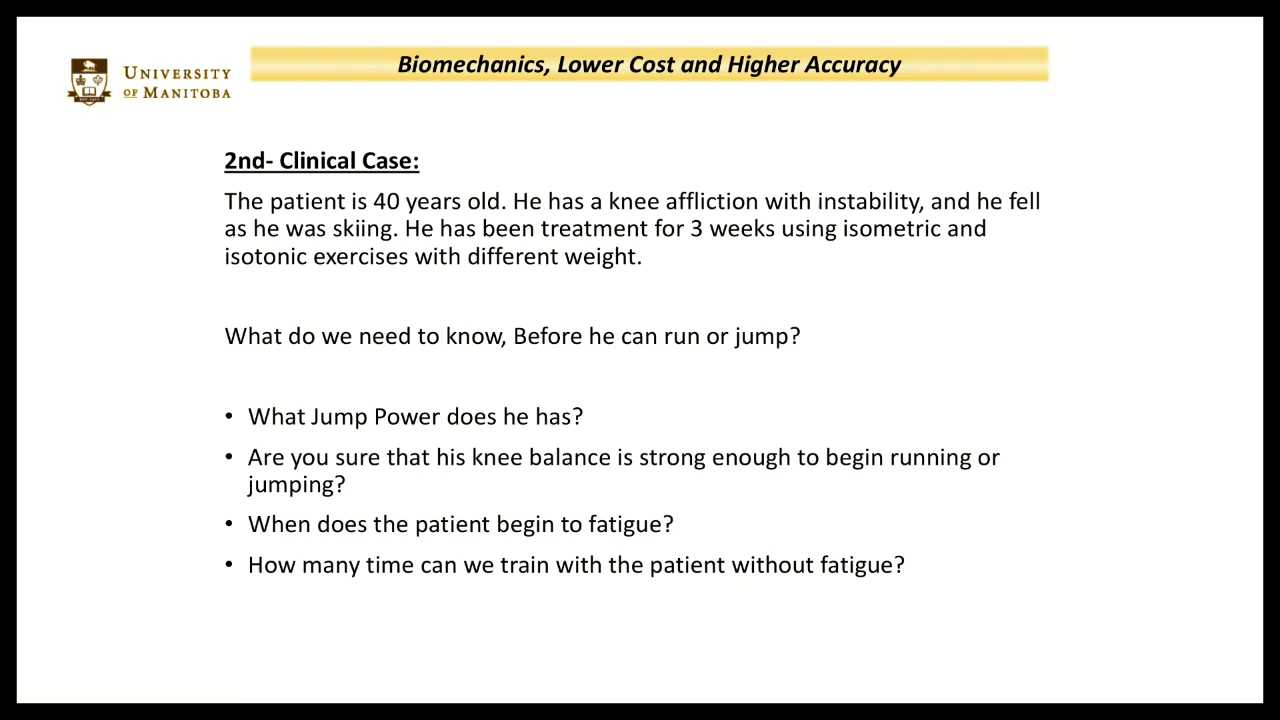 Biomechanics, Lower Cost and Higher Accuracy
UNIVERSITY
OF MANITOBA
2nd- Clinical Case:
The patient is 40 years old. He has a knee affliction with instability, and he fell
as he was skiing. He has been treatment for 3 weeks using isometric and
isotonic exercises with different weight.
What do we need to know, Before he can run or jump?
• What Jump Power does he has?
• Are you sure that his knee balance is strong enough to begin running or
jumping?
• When does the patient begin to fatigue?
• How many time can we train with the patient without fatigue?